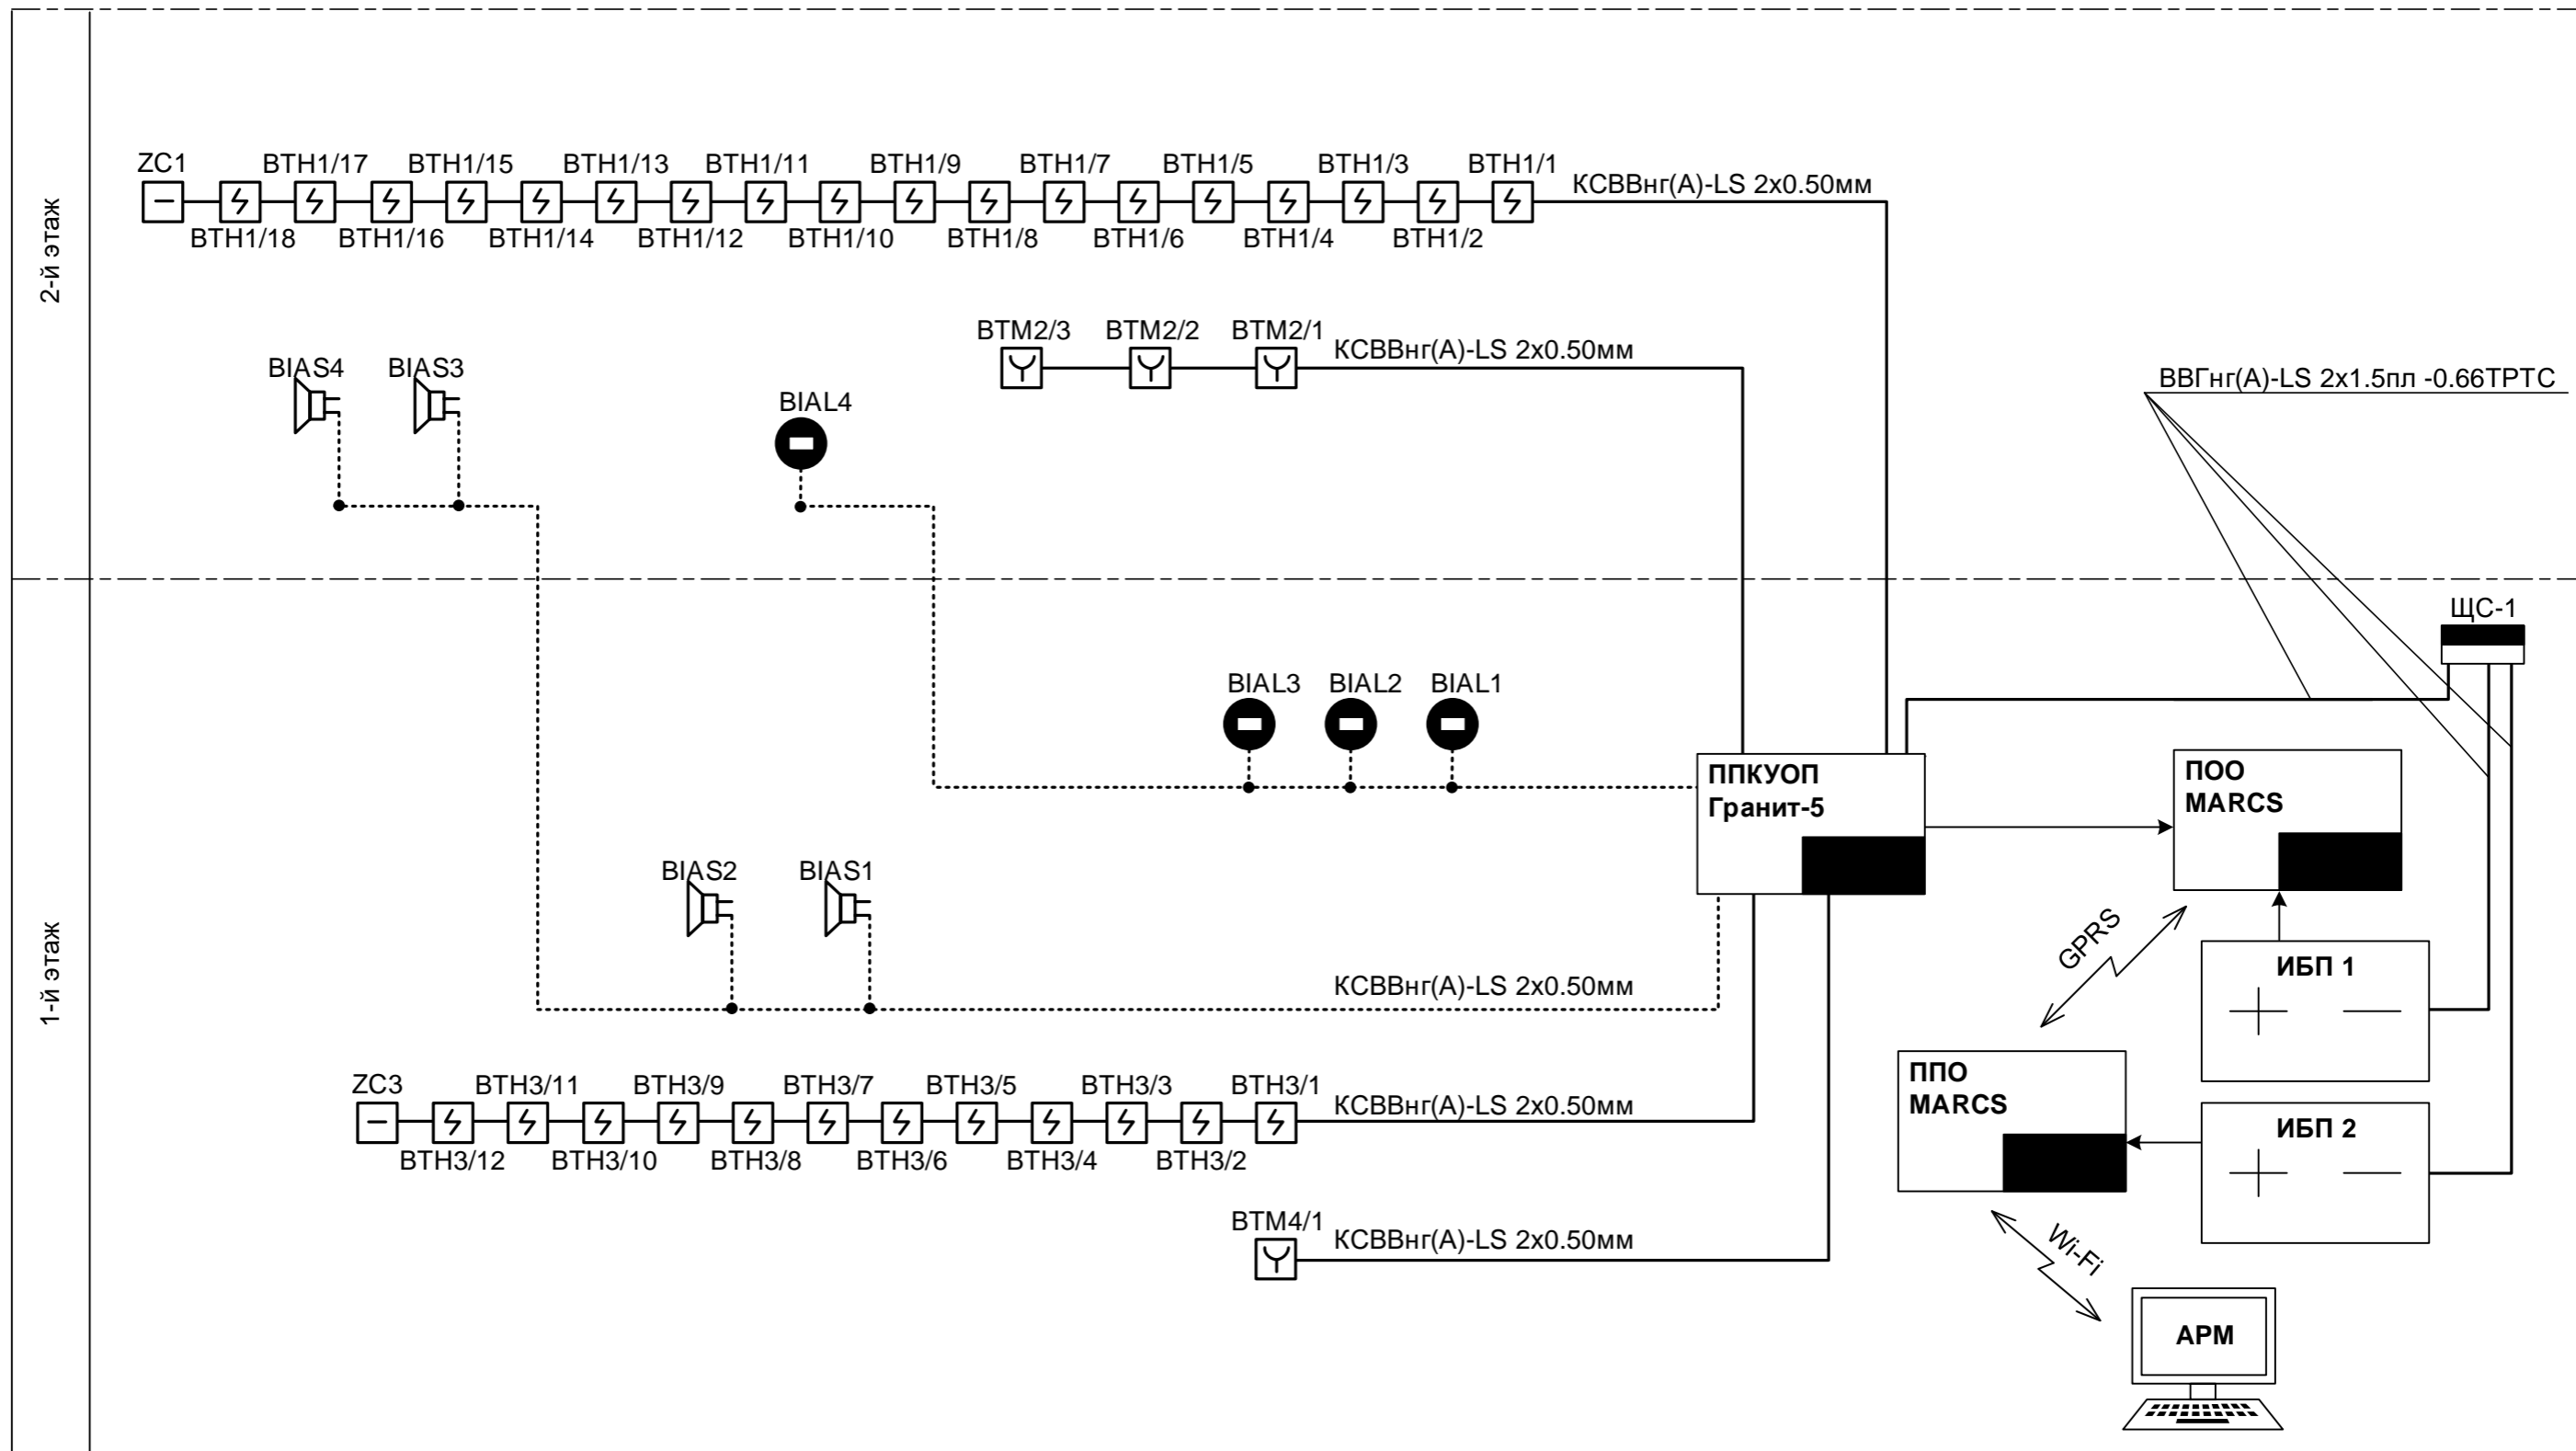 2-й этаж
ZC1
BTH1/17
BTH1/15
BTH1/13
BTH1/11
BTH1/9
BTH1/7
BTH1/5
BTH1/3
BTH1/1
КСВВнг(А)-LS 2x0.50мм
BTH1/18
BTH1/16
BTH1/14
BTH1/12
BTH1/10
BTH1/8
BTH1/6
BTH1/4
BTH1/2
BTM2/3
BTM2/2
BTM2/1
КСВВнг(А)-LS 2x0.50мм
BIAS4
BIAS3
BIAL4
ВВГнг(А)-LS 2x1.5пл -0.66ТРТС
1-й этаж
ЩС-1
BIAL3
BIAL2
BIAL1
ППКУОП
Гранит-5
ПОО
MARCS
BIAS2
BIAS1
КСВВнг(А)-LS 2x0.50мм
GPRS
ИБП 1
ZC3
BTH3/11
BTH3/9
BTH3/7
BTH3/5
BTH3/3
BTH3/1
КСВВнг(А)-LS 2x0.50мм
BTH3/12
BTH3/10
BTH3/8
BTH3/6
BTH3/4
BTH3/2
ППО
MARCS
ИБП 2
BTM4/1
КСВВнг(А)-LS 2x0.50мм
Wi-Fi
АРМ